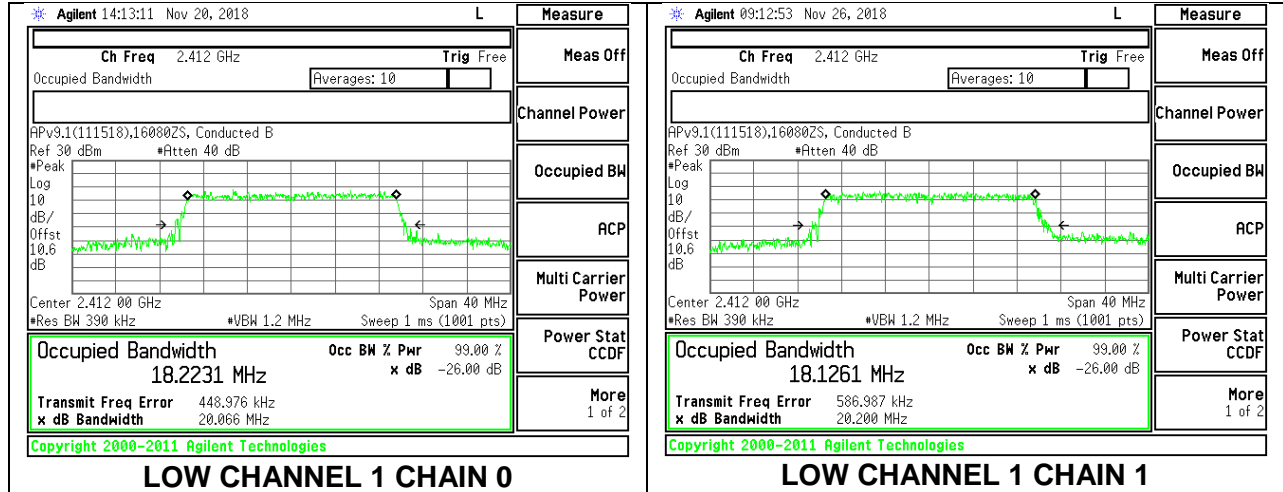 Agilent 14:13:11 Nov 20, 2018 L Measure
Ch Freq 2.412 GHz Trig Free
Meas Off
Occupied Bandwidth Averages: 10
Channel Power
APv9.1(111518),16080ZS, Conducted B
Ref 30 dBm #Atten 40 dB
#Peak
Log
10
dB/
Offst
10.6
dB
Occupied BW
ACP
Multi Carrier
Power
Center 2.412 00 GHz Span 40 MHz
#Res BW 390 kHz #VBW 1.2 MHz Sweep 1 ms (1001 pts)
Power Stat
CCDF
Occupied Bandwidth Occ BW % Pwr 99.00 %
18.2231 MHz x dB -26.00 dB
Transmit Freq Error 448.976 kHz
x dB Bandwidth 20.066 MHz
More
1 of 2
Copyright 2000-2011 Agilent Technologies
LOW CHANNEL 1 CHAIN 0
Agilent 09:12:53 Nov 26, 2018 L Measure
Ch Freq 2.412 GHz Trig Free
Meas Off
Occupied Bandwidth Averages: 10
Channel Power
APv9.1(111518),16080ZS, Conducted B
Ref 30 dBm #Atten 40 dB
#Peak
Log
10
dB/
Offst
10.6
dB
Occupied BW
ACP
Multi Carrier
Power
Center 2.412 00 GHz Span 40 MHz
#Res BW 390 kHz #VBW 1.2 MHz Sweep 1 ms (1001 pts)
Power Stat
CCDF
Occupied Bandwidth Occ BW % Pwr 99.00 %
18.1261 MHz x dB -26.00 dB
Transmit Freq Error 586.987 kHz
x dB Bandwidth 20.200 MHz
More
1 of 2
Copyright 2000-2011 Agilent Technologies
LOW CHANNEL 1 CHAIN 1